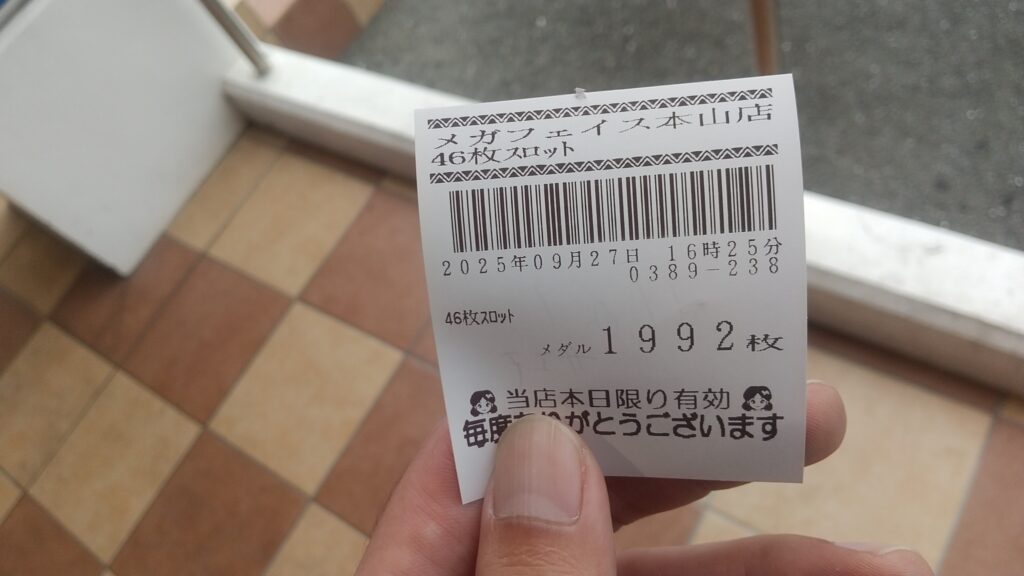 メガフェイス本山店
46枚スロット
2025年09月27日 16時25分
0389-238
46枚スロット
メダル 1992枚
当店本日限り有効
毎度ありがとうございます